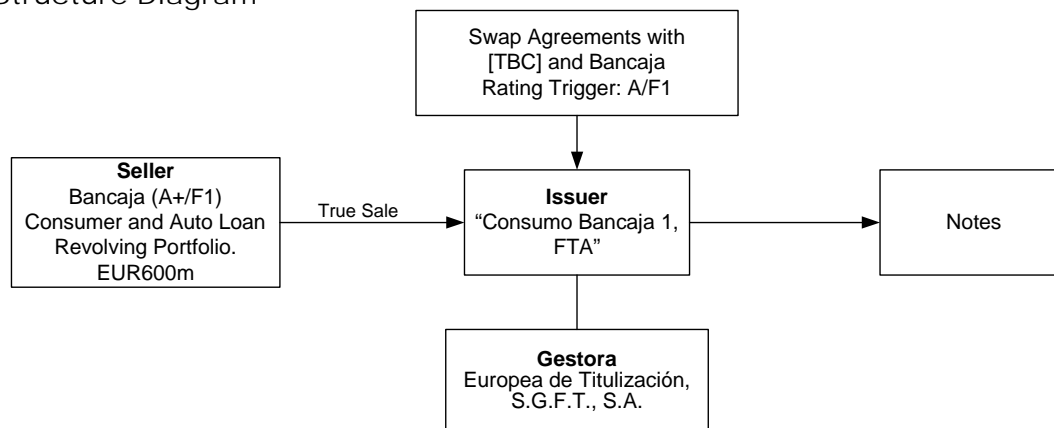 Structure Diagram
Swap Agreements with
[TBC] and Bancaja
Rating Trigger: A/F1
Seller
Bancaja (A+/F1)
Consumer and Auto Loan
Revolving Portfolio.
EUR600m
True Sale
Issuer
“Consumo Bancaja 1,
FTA”
Notes
Gestora
Europea de Titulización,
S.G.F.T., S.A.